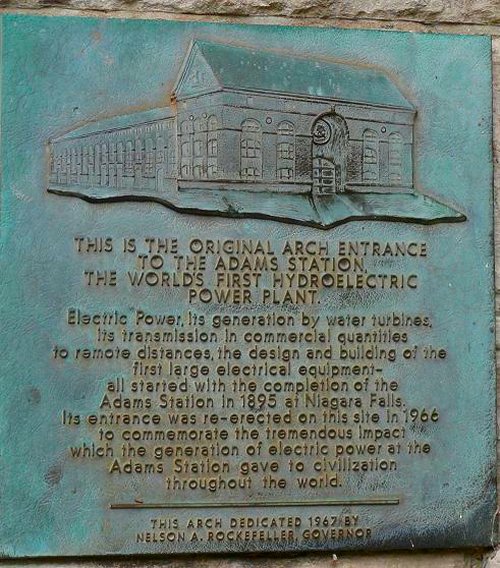 THIS IS THE ORIGINAL ARCH ENTRANCE
TO THE ADAMS STATION,
THE WORLD'S FIRST HYDROELECTRIC
POWER PLANT.
Electric Power, its generation by water turbines,
its transmission in commercial quantities
to remote distances, the design and building of the
first large electrical equipment-
all started with the completion of the
Adams Station in 1895 at Niagara Falls.
Its entrance was re-erected on this site in 1966
to commemorate the tremendous impact
which the generation of electric power at the
Adams Station gave to civilization
throughout the world.
THIS ARCH DEDICATED 1967 BY
NELSON A. ROCKEFELLER, GOVERNOR